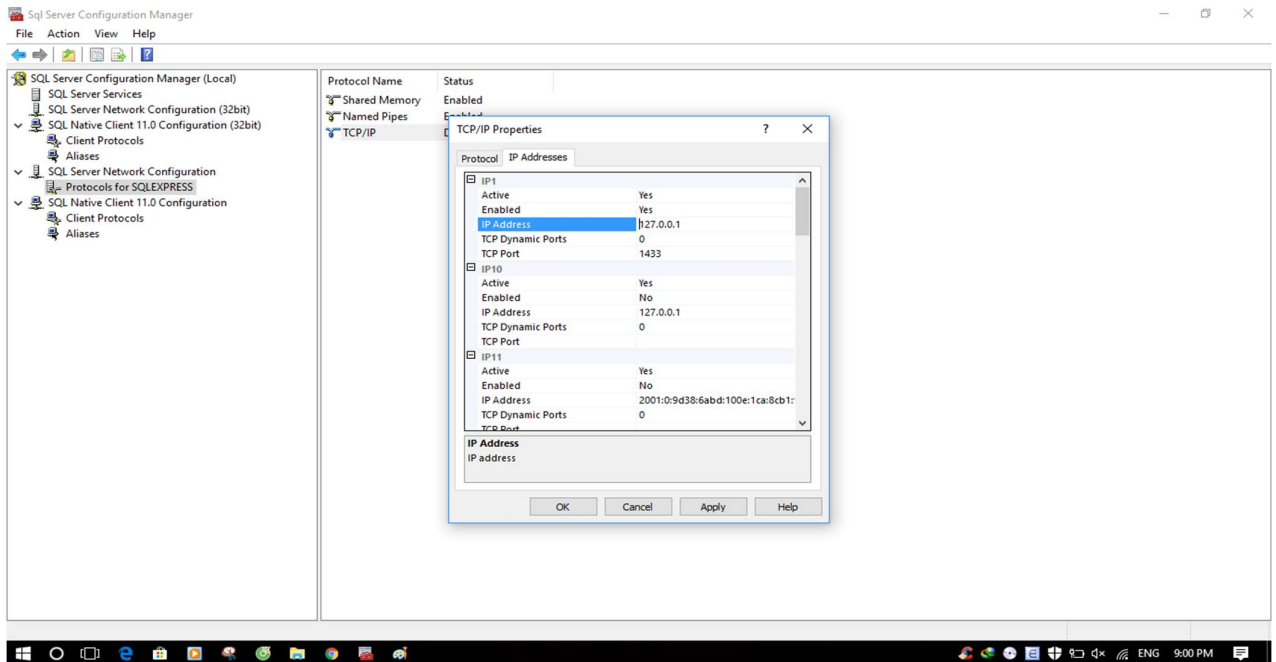 Sql Server Configuration Manager
File Action View Help
SQL Server Configuration Manager (Local)
SQL Server Services
SQL Server Network Configuration (32bit)
SQL Native Client 11.0 Configuration (32bit)
Client Protocols
Aliases
SQL Server Network Configuration
Protocols for SQLEXPRESS
SQL Native Client 11.0 Configuration
Client Protocols
Aliases
Protocol Name Status
Shared Memory Enabled
Named Pipes Enabled
TCP/IP
TCP/IP Properties
Protocol IP Addresses
IP1
Active Yes
Enabled Yes
IP Address 127.0.0.1
TCP Dynamic Ports 0
TCP Port 1433
IP10
Active Yes
Enabled No
IP Address 127.0.0.1
TCP Dynamic Ports 0
TCP Port
IP11
Active Yes
Enabled No
IP Address 2001:0:9d38:6abd:100e:1ca:8cb1:
TCP Dynamic Ports 0
TCP Port
IP Address
IP address
OK Cancel Apply Help
ENG 9:00 PM